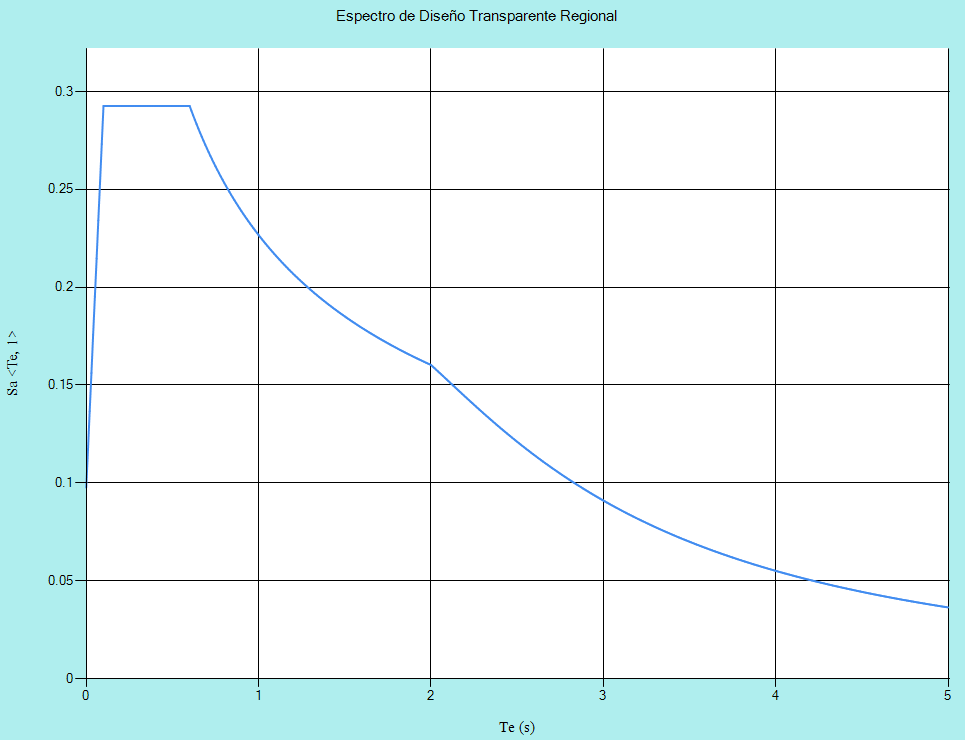 Espectro de Diseño Transparente Regional
0.3
0.25
0.2
0.15
0.1
0.05
0
Sa <Te, 1>
0 1 2 3 4 5
Te (s)